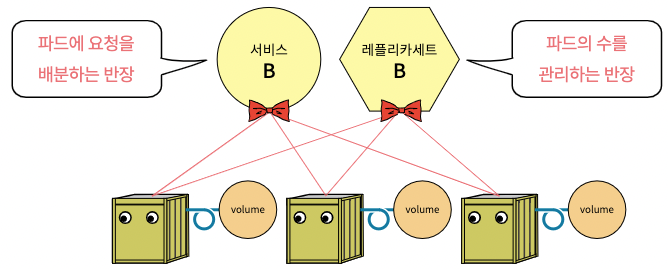 파드에 요청을
배분하는 반장
서비스
B
레플리카세트
B
파드의 수를
관리하는 반장
volume
volume
volume